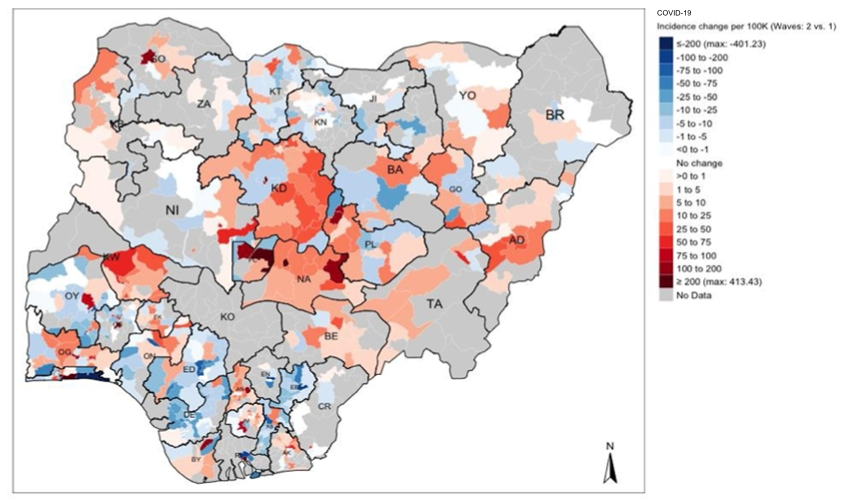 COVID-19
Incidence change per 100K (Waves: 2 vs. 1)
≤-200 (max: -401.23)
-100 to -200
-75 to -100
-50 to -75
-25 to -50
-10 to -25
-5 to -10
-1 to -5
<0 to -1
No change
>0 to 1
1 to 5
5 to 10
10 to 25
25 to 50
50 to 75
75 to 100
100 to 200
≥ 200 (max: 413.43)
No Data
SO
KT
ZA
JI
YO
KN
BR
BA
KD
GO
NI
PL
AD
KW
NA
OY
TA
KO
BE
OG
ON
ED
EN
CR
DE
BY
N